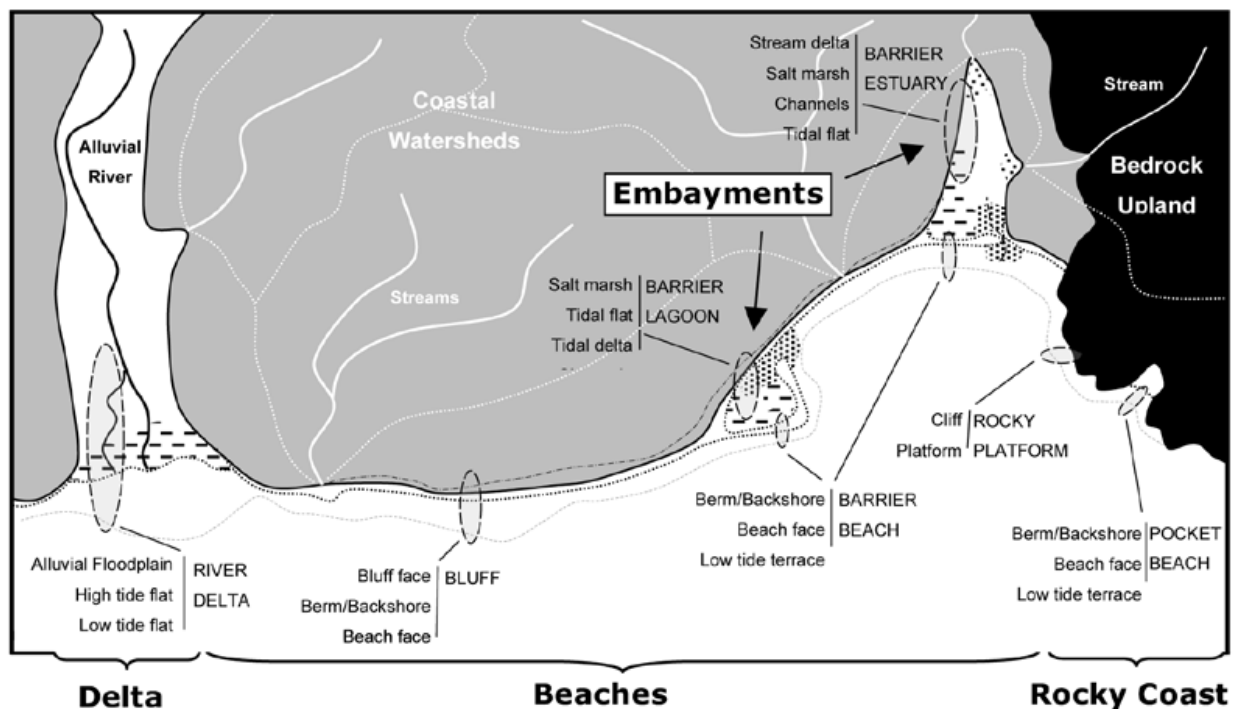 Stream delta
Salt marsh
Channels
Tidal flat
BARRIER
ESTUARY
Stream
Alluvial
River
Coastal
Watersheds
Bedrock
Upland
Embayments
Streams
Salt marsh
Tidal flat
Tidal delta
BARRIER
LAGOON
Cliff
Platform
ROCKY
PLATFORM
Berm/Backshore
Beach face
Low tide terrace
BARRIER
BEACH
Berm/Backshore
Beach face
Low tide terrace
POCKET
BEACH
Alluvial Floodplain
High tide flat
Low tide flat
RIVER
DELTA
Bluff face
Berm/Backshore
Beach face
BLUFF
Delta
Beaches
Rocky Coast